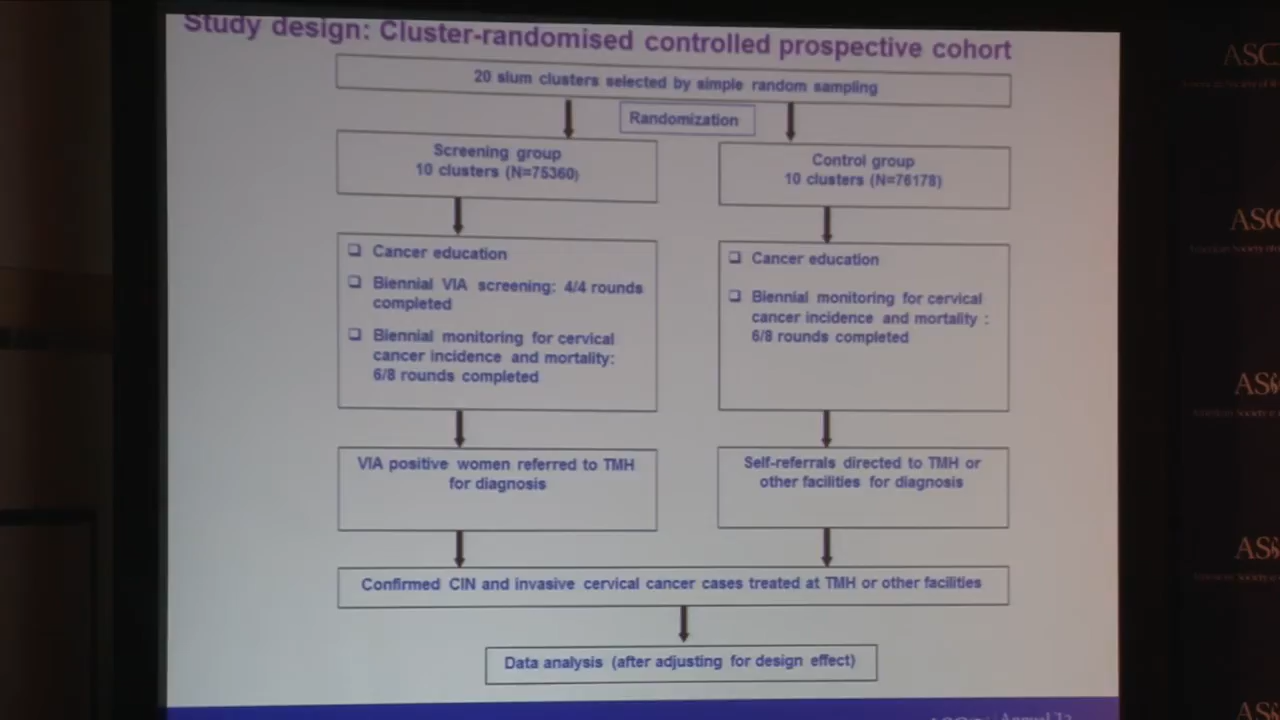 Study design: Cluster-randomised controlled prospective cohort
20 slum clusters selected by simple random sampling
Randomization
Screening group
10 clusters (N=75360)
Control group
10 clusters (N=76178)
❑ Cancer education
❑ Biennial VIA screening: 4/4 rounds
completed
❑ Biennial monitoring for cervical
cancer incidence and mortality:
6/8 rounds completed
❑ Cancer education
❑ Biennial monitoring for cervical
cancer incidence and mortality :
6/8 rounds completed
VIA positive women referred to TMH
for diagnosis
Self-referrals directed to TMH or
other facilities for diagnosis
Confirmed CIN and invasive cervical cancer cases treated at TMH or other facilities
Data analysis (after adjusting for design effect)